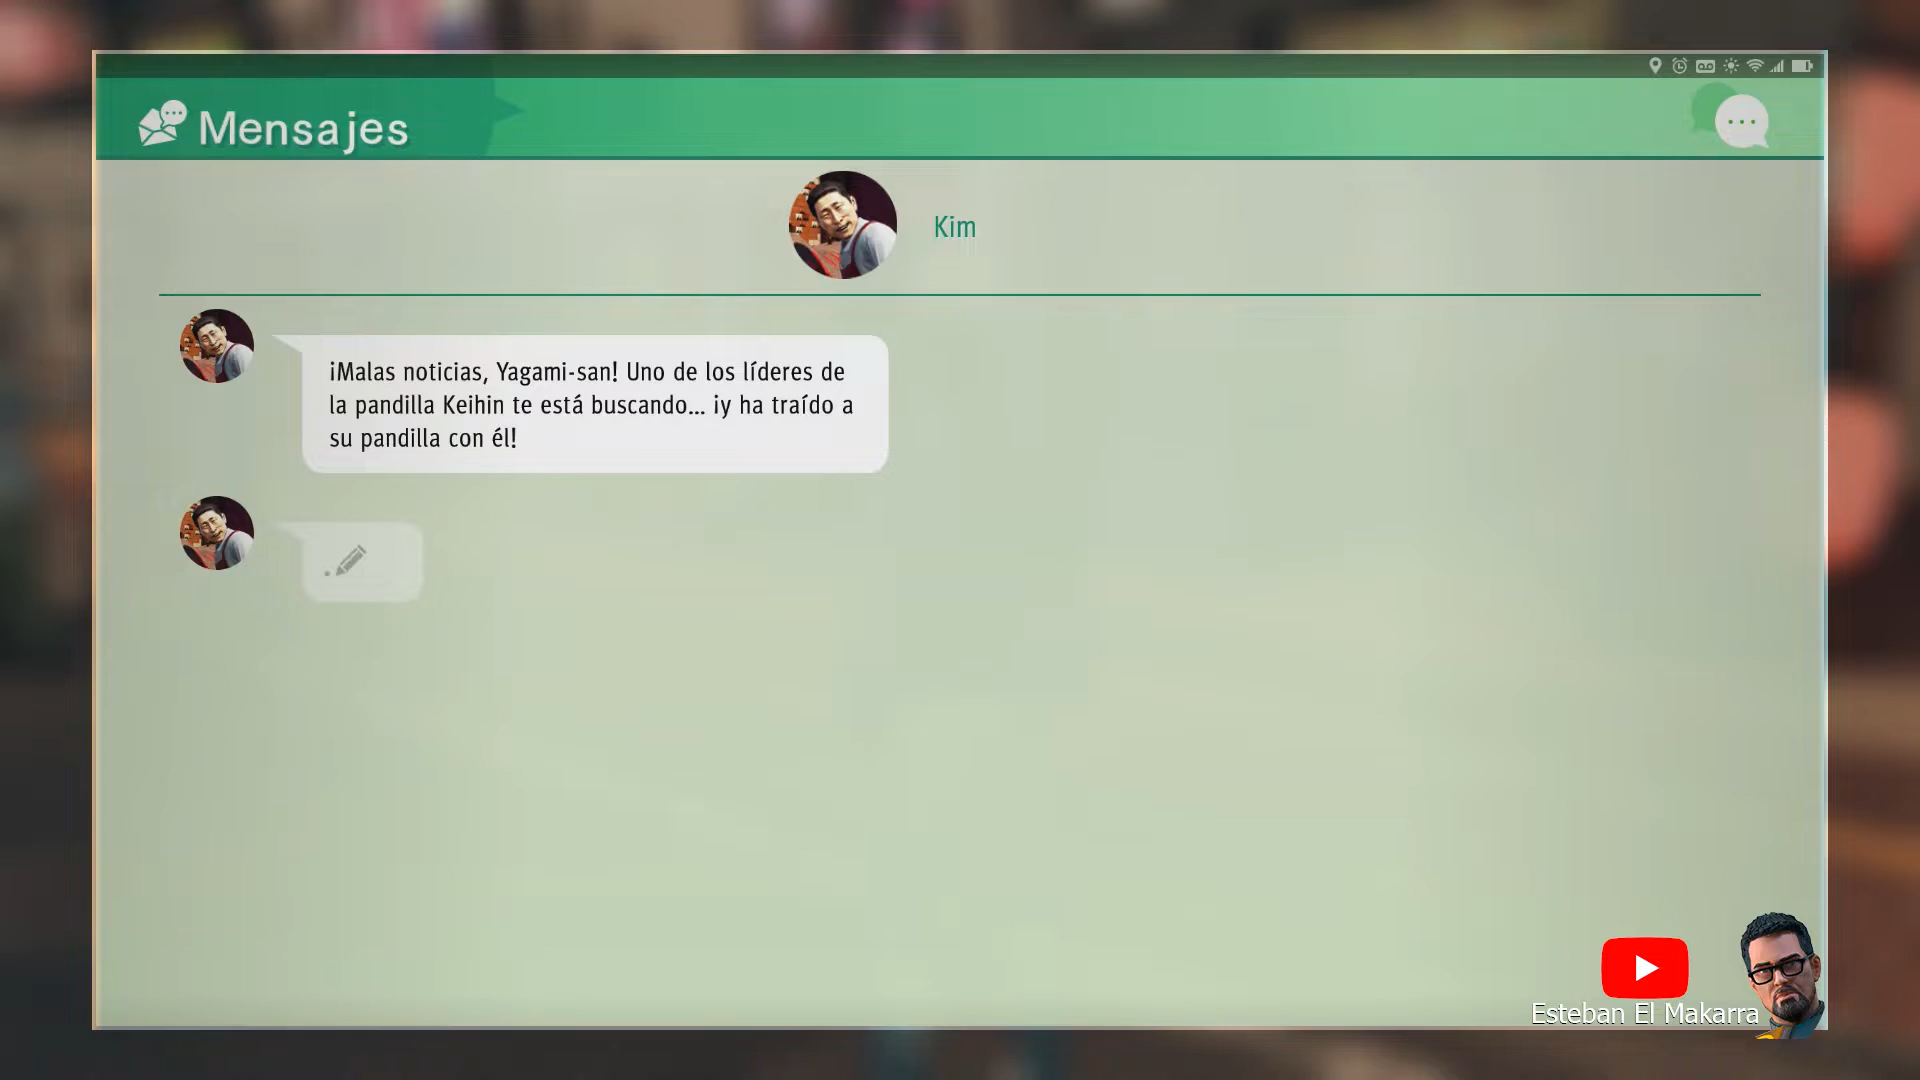 Mensajes
Kim
¡Malas noticias, Yagami-san! Uno de los líderes de
la pandilla Keihin te está buscando... ¡y ha traído a
su pandilla con él!
Esteban El Makarra